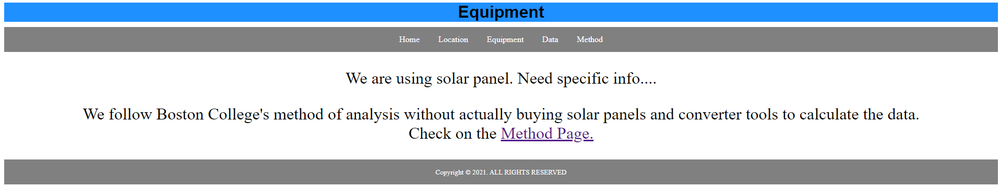 Equipment
Home Location Equipment Data Method
We are using solar panel. Need specific info....
We follow Boston College's method of analysis without actually buying solar panels and converter tools to calculate the data.
Check on the Method Page.
Copyright © 2021. ALL RIGHTS RESERVED